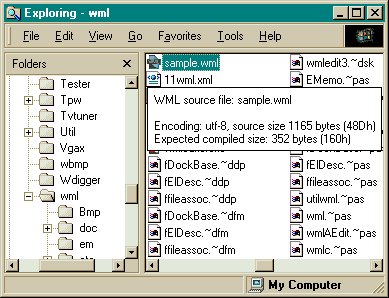 Exploring - wml
File Edit View Go Favorites Tools Help
Folders
Tester
Tpw
Tvtuner
Util
Vgax
wbmp
Wdigger
wml
Bmp
doc
em
sample.wml
11wml.xml
wmledit3.~dsk
EMemo.~pas
WML source file: sample.wml
Encoding: utf-8, source size 1165 bytes (48Dh)
Expected compiled size: 352 bytes (160h)
fDockBase.~ddp
fElDesc.~pas
fElDesc.~ddp
ffileassoc.~pas
ffileassoc.~ddp
utilwml.~pas
fDockBase.~dfm
wml.~pas
fElDesc.~dfm
wmlAEdit.~pas
ffileassoc.~dfm
wmlc.~pas
My Computer